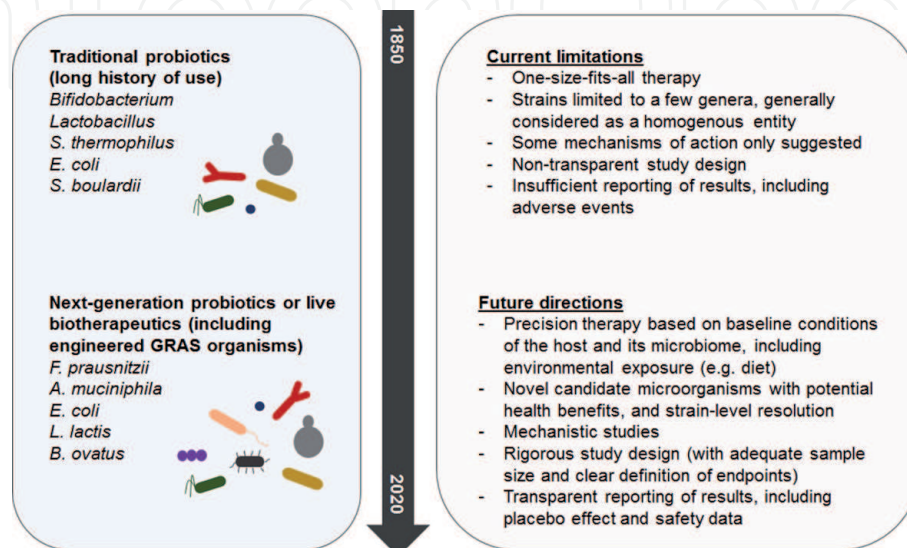 Traditional probiotics
(long history of use)
Bifidobacterium
Lactobacillus
S. thermophilus
E. coli
S. boulardii
Next-generation probiotics or live
biotherapeutics (including
engineered GRAS organisms)
F. prausnitzii
A. muciniphila
E. coli
L. lactis
B. ovatus
1850
2020
Current limitations
- One-size-fits-all therapy
- Strains limited to a few genera, generally
considered as a homogenous entity
- Some mechanisms of action only suggested
- Non-transparent study design
- Insufficient reporting of results, including
adverse events
Future directions
- Precision therapy based on baseline conditions
of the host and its microbiome, including
environmental exposure (e.g. diet)
- Novel candidate microorganisms with potential
health benefits, and strain-level resolution
- Mechanistic studies
- Rigorous study design (with adequate sample
size and clear definition of endpoints)
- Transparent reporting of results, including
placebo effect and safety data